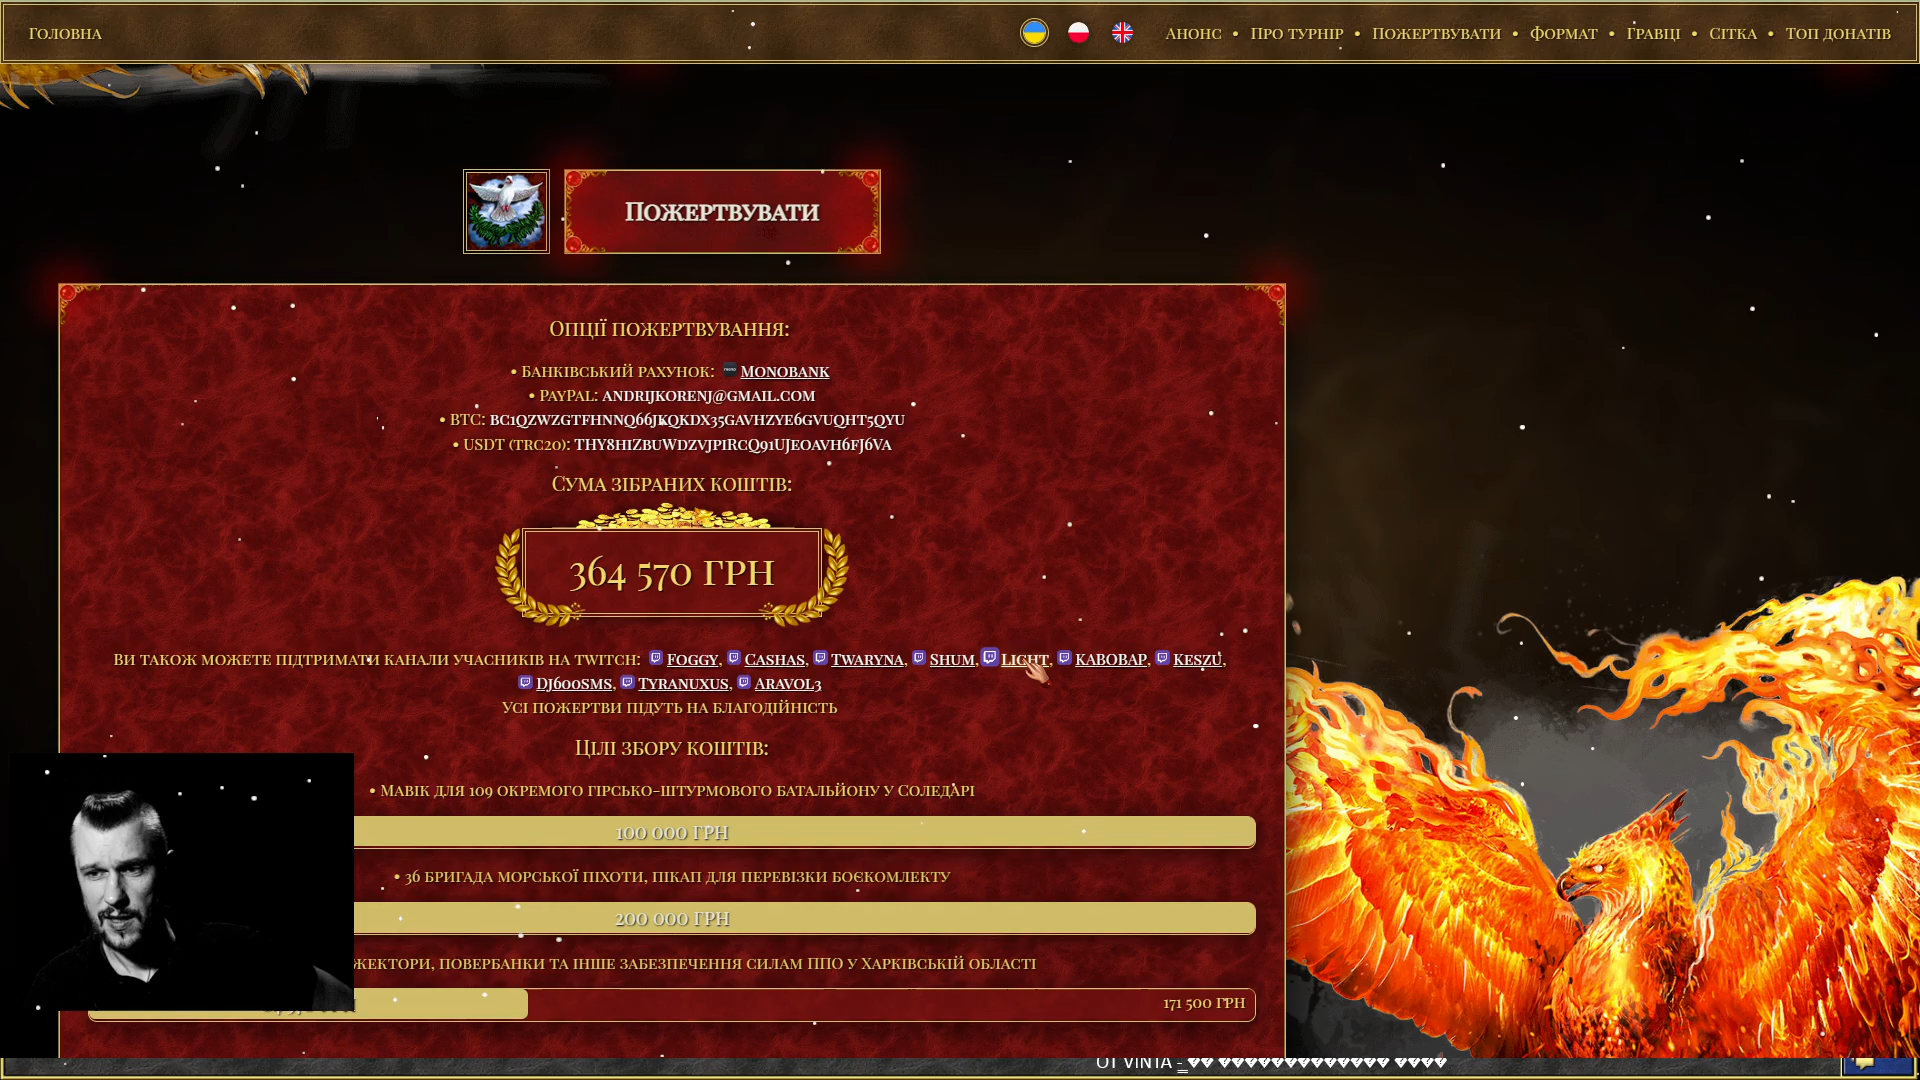 Головна
Анонс • Про турнір • Пожертвувати • Формат • Гравці • Сітка • Топ донатів
Пожертвувати
Опції пожертвування:
• Банківський рахунок: Monobank
• PayPal: andrijkorenj@gmail.com
• BTC:
• USDT (trc20):
Сума зібраних коштів:
364 570 грн
Ви також можете підтримати канали учасників на twitch: Foggy, Cashas, Twaryna, Shum, Light, KABOBAP, keszu,
DJ600sms, Tyranuxus, Aravol3
Усі пожертви підуть на благодійність
Цілі збору коштів:
• Мавік для 109 окремого гірсько-штурмового батальйону у Соледарі
100 000 ГРН
• 36 бригада морської піхоти, пікап для перевізки боєкомлекту
200 000 ГРН
та інше забезпечення силам ППО у Харківській області
171 500 грн
ОТ VINTA -